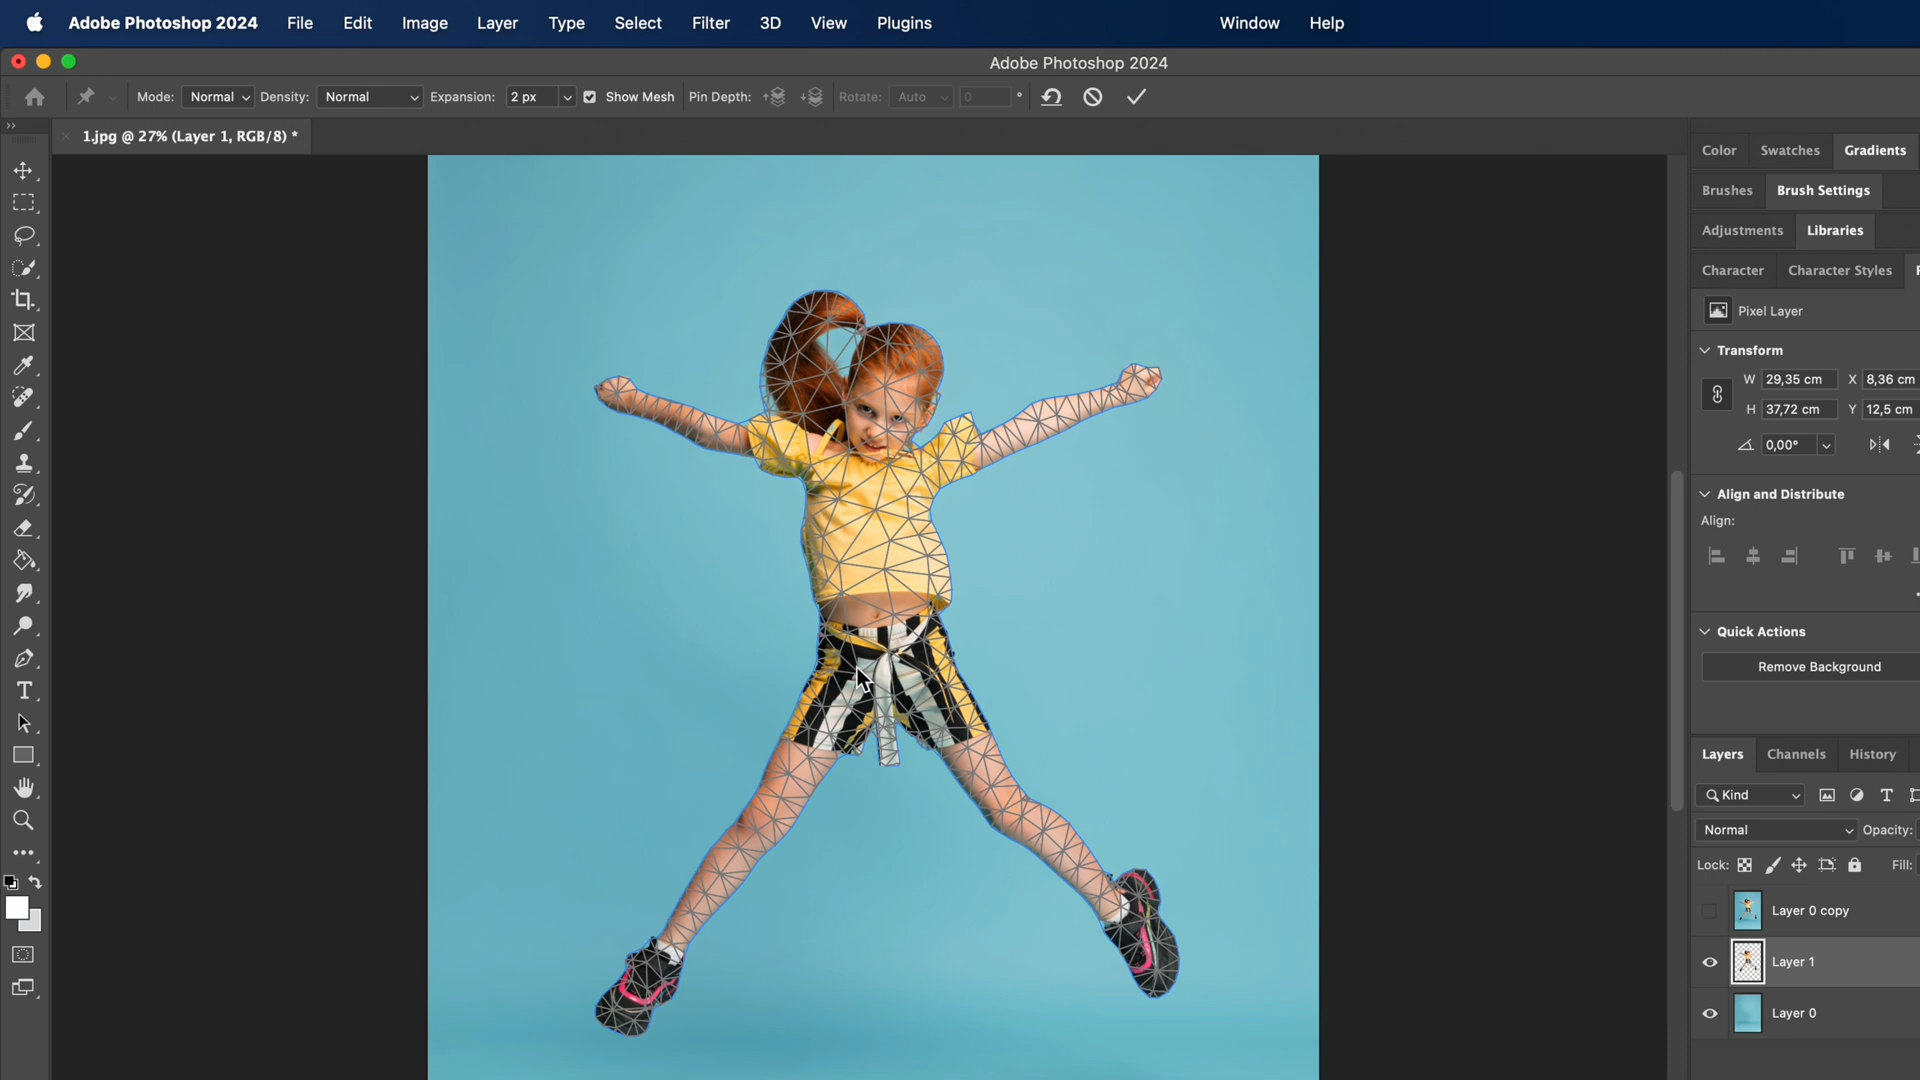 Adobe Photoshop 2024 File Edit Image Layer Type Select Filter 3D View Plugins Window Help
Adobe Photoshop 2024
Mode: Normal Density: Normal Expansion: 2 px Show Mesh Pin Depth: Rotate: Auto 0 °
1.jpg @ 27% (Layer 1, RGB/8) *
Color Swatches Gradients
Brushes Brush Settings
Adjustments Libraries
Character Character Styles
Pixel Layer
Transform
W 29,35 cm X 8,36 cm
H 37,72 cm Y 12,5 cm
0,00°
Align and Distribute
Align:
Quick Actions
Remove Background
Layers Channels History
Kind
Normal Opacity:
Lock: Fill:
Layer 0 copy
Layer 1
Layer 0